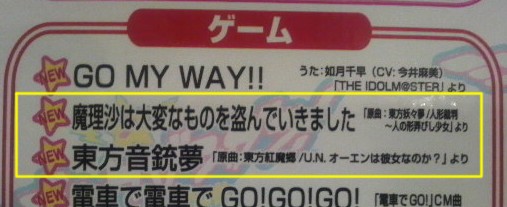 ゲーム
NEW GO MY WAY!! うた:如月千早(CV:今井麻美)
「THE IDOLM@STER」より
NEW 魔理沙は大変なものを盗んでいきました 「原曲:東方妖々夢/人形裁判
~人の形弄びし少女」より
NEW 東方音銃夢 「原曲:東方紅魔郷/U.N.オーエンは彼女なのか?」より
NEW 電車で電車でGO!GO!GO! 「電車でGO!」CM曲